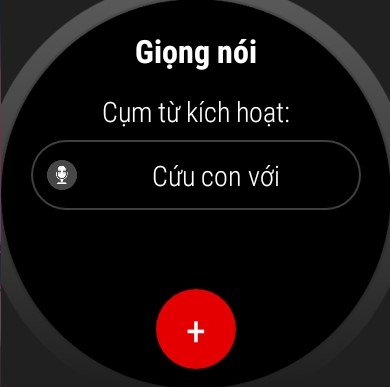 Giọng nói
Cụm từ kích hoạt:
Cứu con với
+